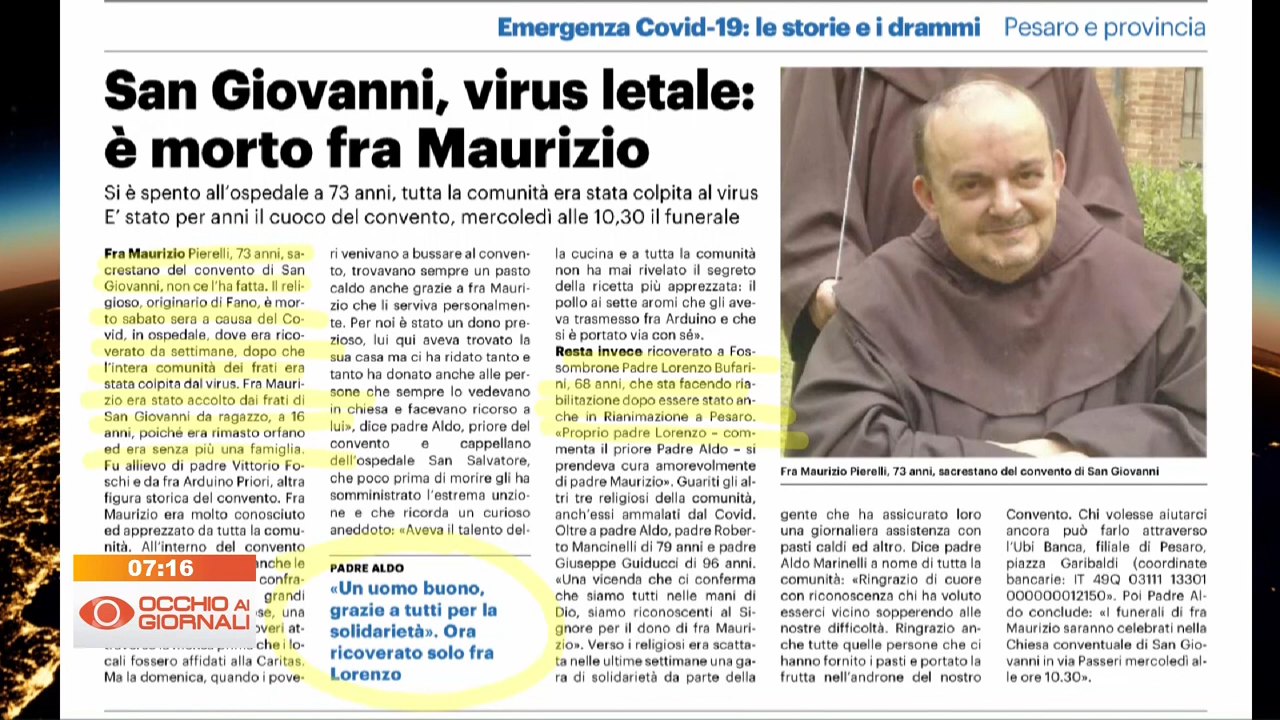 Emergenza Covid-19: le storie e i drammi Pesaro e provincia
San Giovanni, virus letale:
è morto fra Maurizio
Si è spento all'ospedale a 73 anni, tutta la comunità era stata colpita al virus
E' stato per anni il cuoco del convento, mercoledì alle 10,30 il funerale
Fra Maurizio Pierelli, 73 anni, sa-
crestano del convento di San
Giovanni, non ce l'ha fatta. Il reli-
gioso, originario di Fano, è mor-
to sabato sera a causa del Co-
vid, in ospedale, dove era rico-
verato da settimane, dopo che
l'intera comunità dei frati era
stata colpita dal virus. Fra Mauri-
zio era stato accolto dai frati di
San Giovanni da ragazzo, a 16
anni, poiché era rimasto orfano
ed era senza più una famiglia.
Fu allievo di padre Vittorio Fo-
schi e da fra Arduino Priori, altra
figura storica del convento. Fra
Maurizio era molto conosciuto
ed apprezzato da tutta la comu-
nità. All'interno del convento
anche le
confra-
grandi
ose, una
overi at-
che i lo-
cali fossero affidati alla Caritas.
Ma la domenica, quando i pove-
ri venivano a bussare al conven-
to, trovavano sempre un pasto
caldo anche grazie a fra Mauri-
zio che li serviva personalmen-
te. Per noi è stato un dono pre-
zioso, lui qui aveva trovato la
sua casa ma ci ha ridato tanto e
tanto ha donato anche alle per-
sone che sempre lo vedevano
in chiesa e facevano ricorso a
lui», dice padre Aldo, priore del
convento e cappellano
dell'ospedale San Salvatore,
che poco prima di morire gli ha
somministrato l'estrema unzio-
ne e che ricorda un curioso
aneddoto: «Aveva il talento del-
PADRE ALDO
«Un uomo buono,
grazie a tutti per la
solidarietà». Ora
ricoverato solo fra
Lorenzo
la cucina e a tutta la comunità
non ha mai rivelato il segreto
della ricetta più apprezzata: il
pollo ai sette aromi che gli ave-
va trasmesso fra Arduino e che
si è portato via con sé».
Resta invece ricoverato a Fos-
sombrone Padre Lorenzo Bufari-
ni, 68 anni, che sta facendo ria-
bilitazione dopo essere stato an-
che in Rianimazione a Pesaro.
«Proprio padre Lorenzo – com-
menta il priore Padre Aldo – si
prendeva cura amorevolmente
di padre Maurizio». Guariti gli al-
tri tre religiosi della comunità,
anch'essi ammalati dal Covid.
Oltre a padre Aldo, padre Rober-
to Mancinelli di 79 anni e padre
Giuseppe Guiducci di 96 anni.
«Una vicenda che ci conferma
che siamo tutti nelle mani di
Dio, siamo riconoscenti al Si-
gnore per il dono di fra Mauri-
zio». Verso i religiosi era scatta-
ta nelle ultime settimane una ga-
ra di solidarietà da parte della
Fra Maurizio Pierelli, 73 anni, sacrestano del convento di San Giovanni
gente che ha assicurato loro
una giornaliera assistenza con
pasti caldi ed altro. Dice padre
Aldo Marinelli a nome di tutta la
comunità: «Ringrazio di cuore
con riconoscenza chi ha voluto
esserci vicino sopperendo alle
nostre difficoltà. Ringrazio an-
che tutte quelle persone che ci
hanno fornito i pasti e portato la
frutta nell'androne del nostro
Convento. Chi volesse aiutarci
ancora può farlo attraverso
l'Ubi Banca, filiale di Pesaro,
piazza Garibaldi (coordinate
bancarie: IT 49Q 03111 13301
000000012150». Poi Padre Al-
do conclude: «I funerali di fra
Maurizio saranno celebrati nella
Chiesa conventuale di San Gio-
vanni in via Passeri mercoledì al-
le ore 10.30».
07:16
OCCHIO AI
GIORNALI